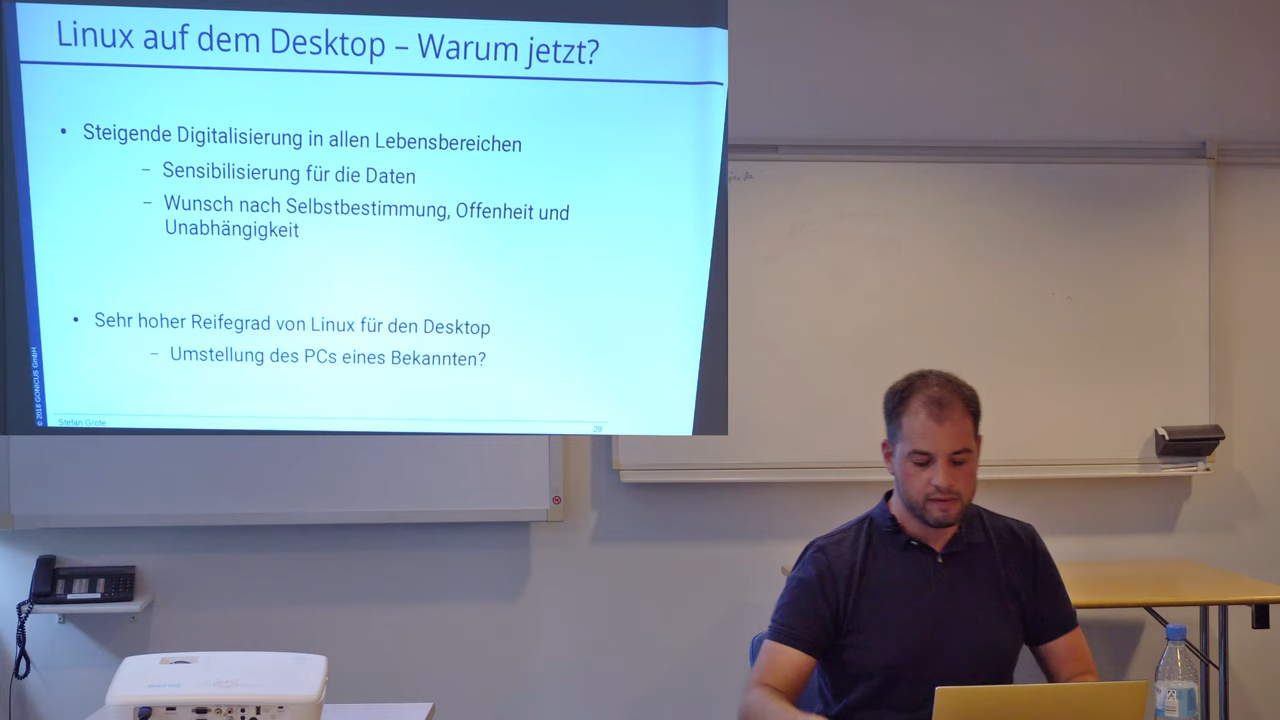 Linux auf dem Desktop – Warum jetzt?
• Steigende Digitalisierung in allen Lebensbereichen
– Sensibilisierung für die Daten
– Wunsch nach Selbstbestimmung, Offenheit und
Unabhängigkeit
• Sehr hoher Reifegrad von Linux für den Desktop
– Umstellung des PCs eines Bekannten?
© 2018 GONICUS GmbH
Stefan Grote
29